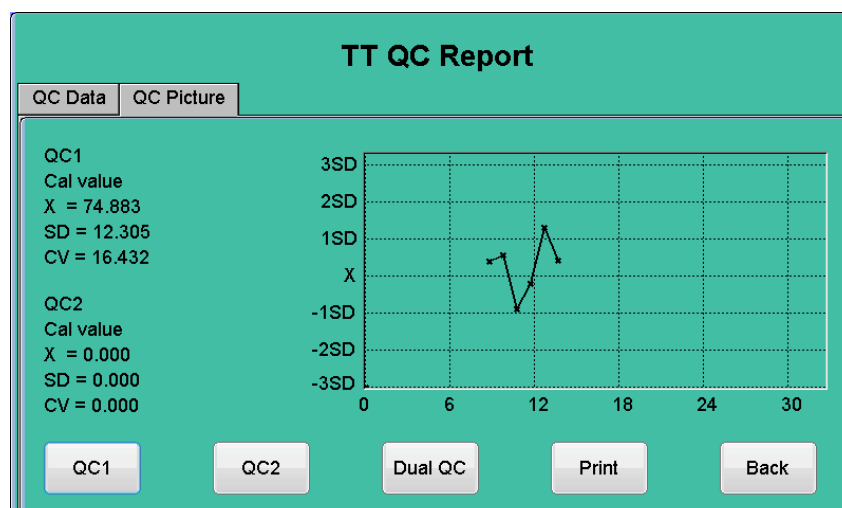 TT QC Report
QC Data
QC Picture
QC1
Cal value
X = 74.883
SD = 12.305
CV = 16.432
QC2
Cal value
X = 0.000
SD = 0.000
CV = 0.000
3SD
2SD
1SD
X
-1SD
-2SD
-3SD
0 6 12 18 24 30
QC1
QC2
Dual QC
Print
Back